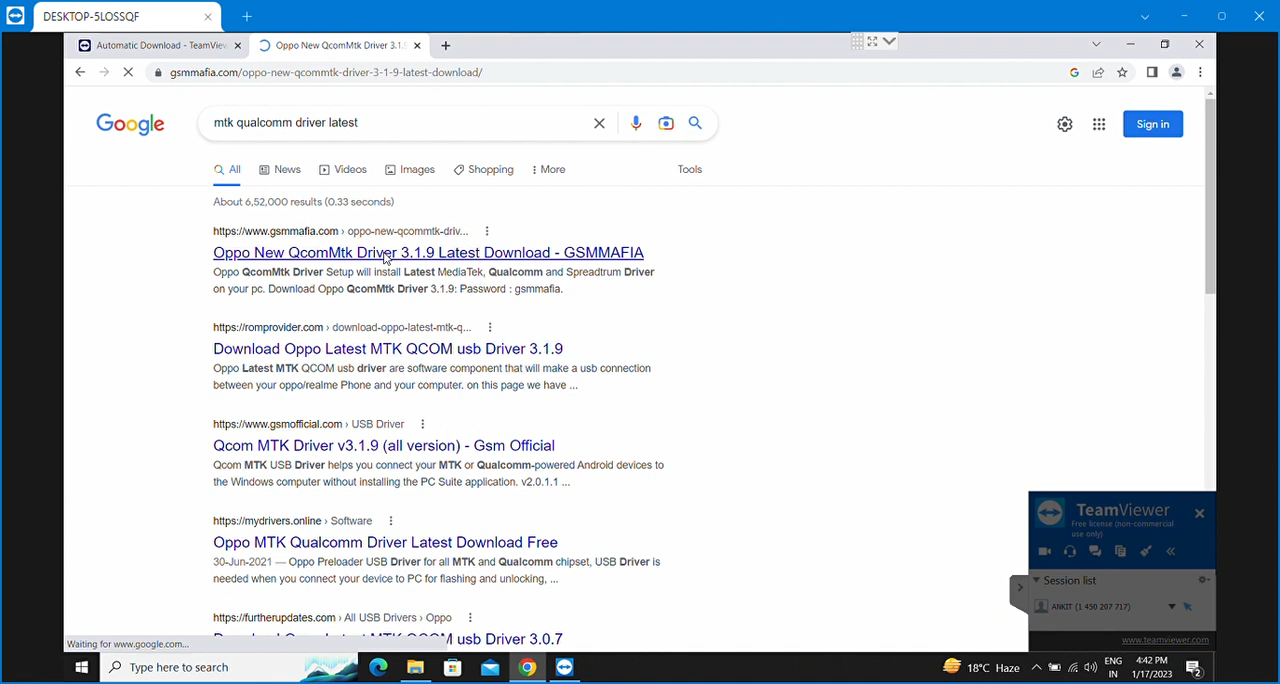 DESKTOP-5LOSSQF
Automatic Download - TeamView
Oppo New QcomMtk Driver 3.1.9
gsmmafia.com/oppo-new-qcommtk-driver-3-1-9-latest-download/
Google
mtk qualcomm driver latest
Sign in
All
News
Videos
Images
Shopping
More
Tools
About 6,52,000 results (0.33 seconds)
https://www.gsmmafia.com › oppo-new-qcommtk-driv...
Oppo New QcomMtk Driver 3.1.9 Latest Download - GSMMAFIA
Oppo QcomMtk Driver Setup will install Latest MediaTek, Qualcomm and Spreadtrum Driver
on your pc. Download Oppo QcomMtk Driver 3.1.9: Password : gsmmafia.
https://romprovider.com › download-oppo-latest-mtk-q...
Download Oppo Latest MTK QCOM usb Driver 3.1.9
Oppo Latest MTK QCOM usb driver are software component that will make a usb connection
between your oppo/realme Phone and your computer. on this page we have ...
https://www.gsmofficial.com › USB Driver
Qcom MTK Driver v3.1.9 (all version) - Gsm Official
Qcom MTK USB Driver helps you connect your MTK or Qualcomm-powered Android devices to
the Windows computer without installing the PC Suite application. v2.0.1.1 ...
https://mydrivers.online › Software
Oppo MTK Qualcomm Driver Latest Download Free
30-Jun-2021 — Oppo Preloader USB Driver for all MTK and Qualcomm chipset, USB Driver is
needed when you connect your device to PC for flashing and unlocking, ...
https://furtherupdates.com › All USB Drivers › Oppo
Download Oppo Latest MTK QCOM usb Driver 3.0.7
TeamViewer
Free license (non-commercial
use only)
Session list
ANKIT (1 450 207 717)
www.teamviewer.com
Waiting for www.google.com...
Type here to search
18°C Haze
ENG
IN
4:42 PM
1/17/2023
2